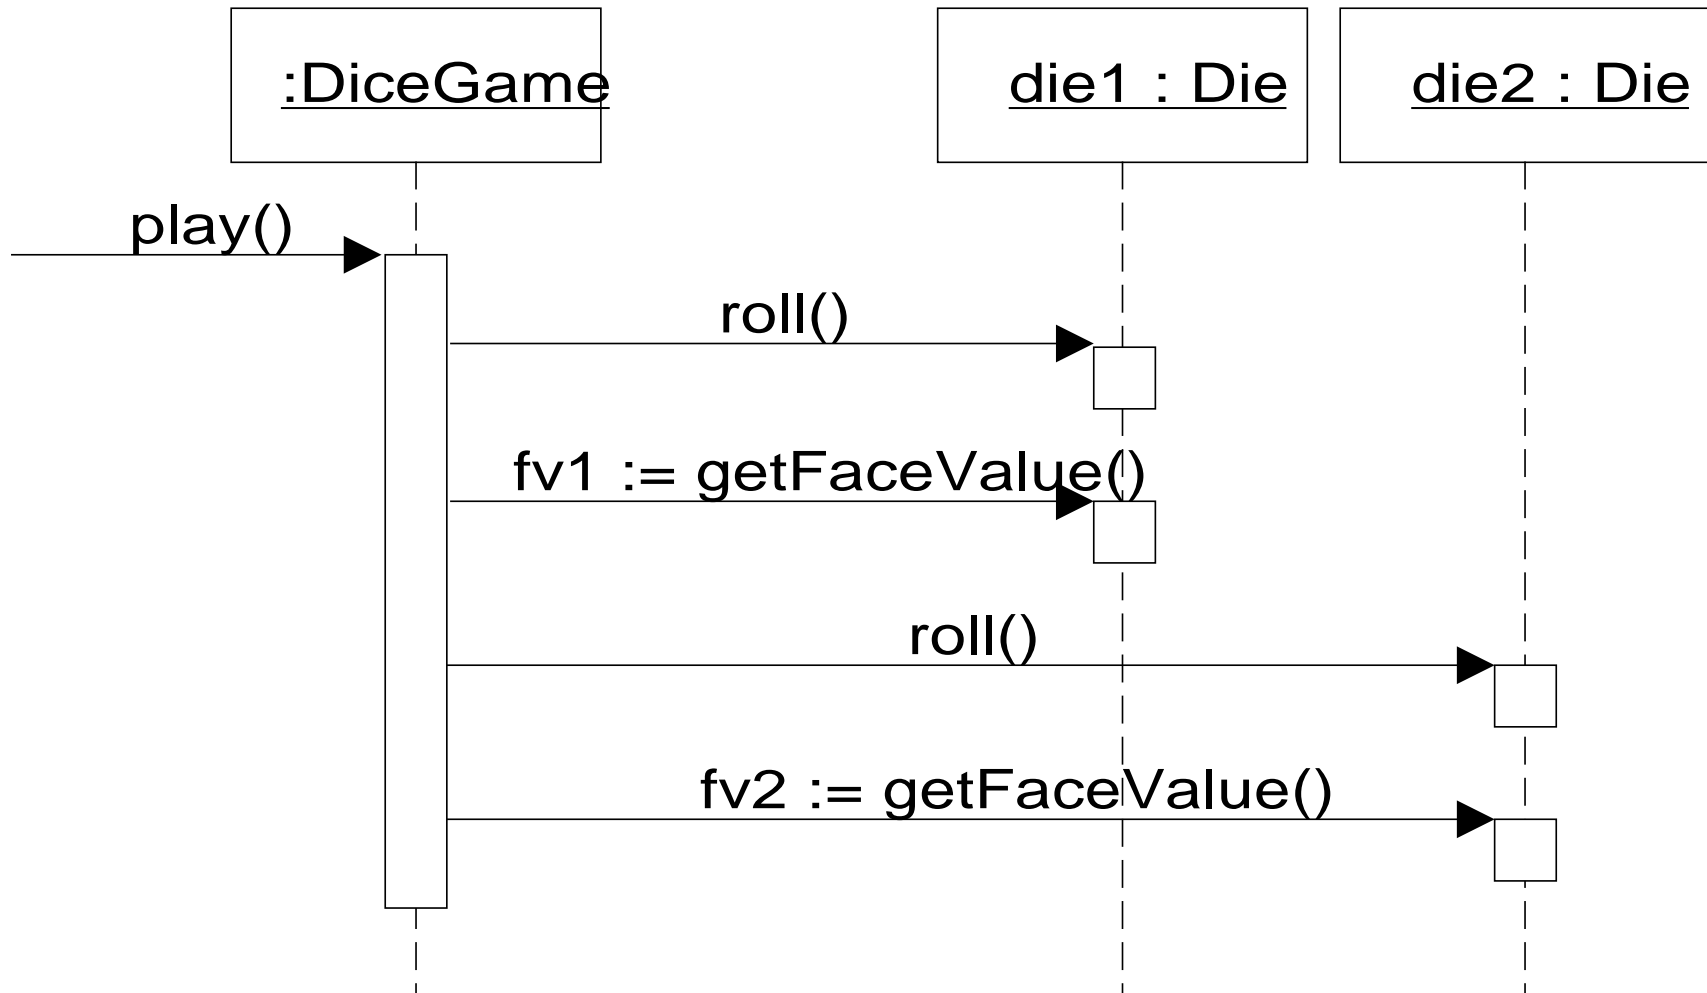 :DiceGame
die1 : Die
die2 : Die
play()
roll()
fv1 := getFaceValue()
roll()
fv2 := getFaceValue()